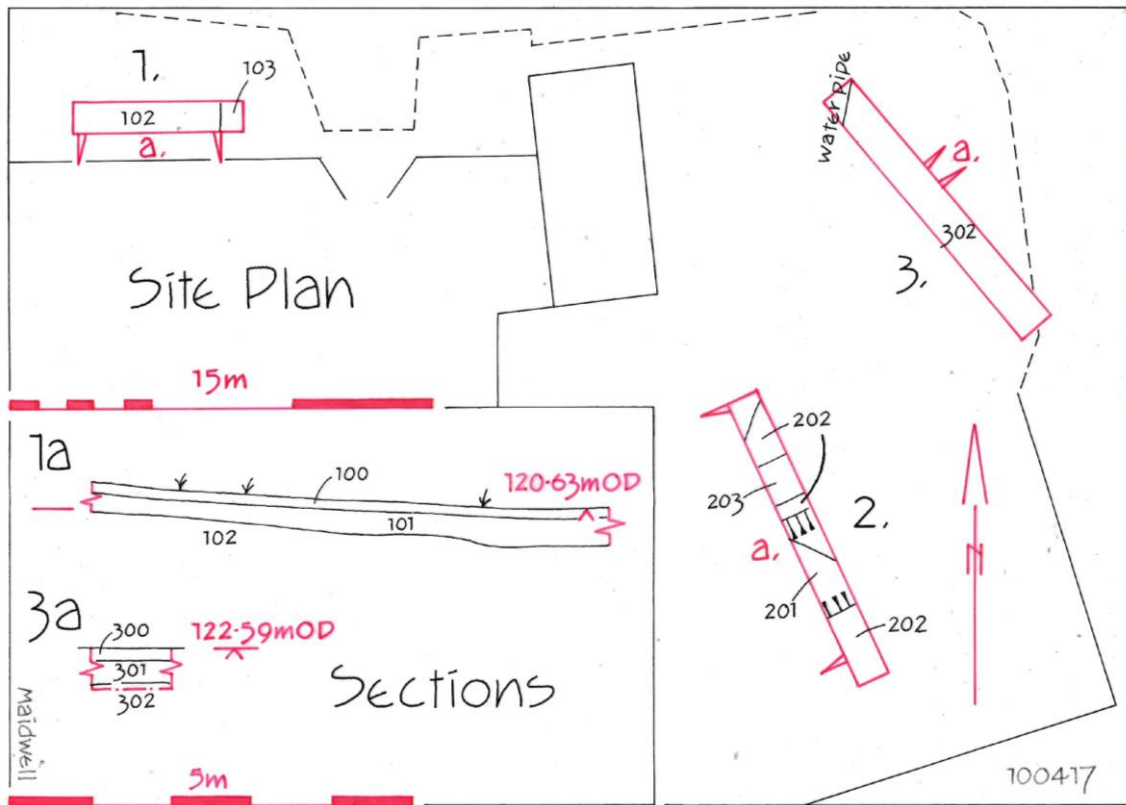 1.
103
102
a.
water pipe
a.
302
3.
Site Plan
15m
1a
100
120·63mOD
101
102
202
203
2.
a.
201
202
N
3a
300
122·59mOD
301
302
Sections
Maidwell
5m
100417